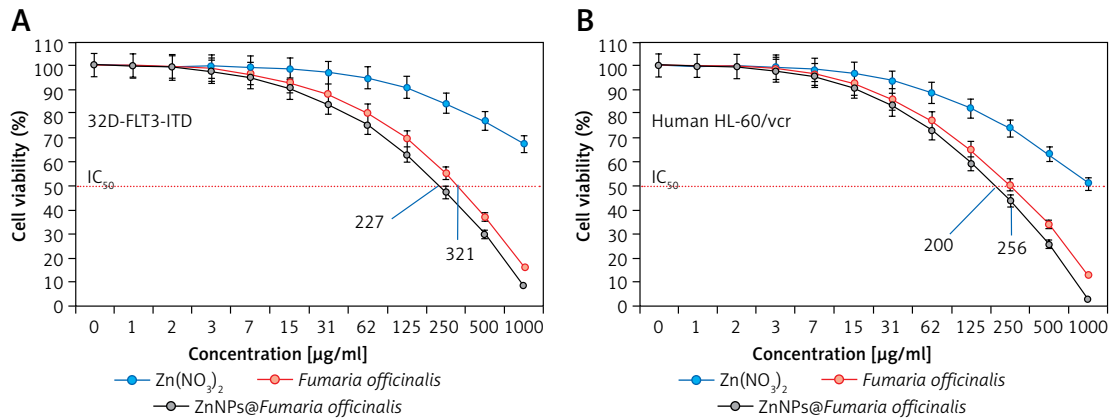 A
Cell viability (%)
110
100
90
80
70
60
50
40
30
20
10
0
32D-FLT3-ITD
IC50
227
321
0 1 2 3 7 15 31 62 125 250 500 1000
Concentration [µg/ml]
Zn(NO3)2 Fumaria officinalis
ZnNPs@Fumaria officinalis
B
Cell viability (%)
110
100
90
80
70
60
50
40
30
20
10
0
Human HL-60/vcr
IC50
200
256
0 1 2 3 7 15 31 62 125 250 500 1000
Concentration [µg/ml]
Zn(NO3)2 Fumaria officinalis
ZnNPs@Fumaria officinalis